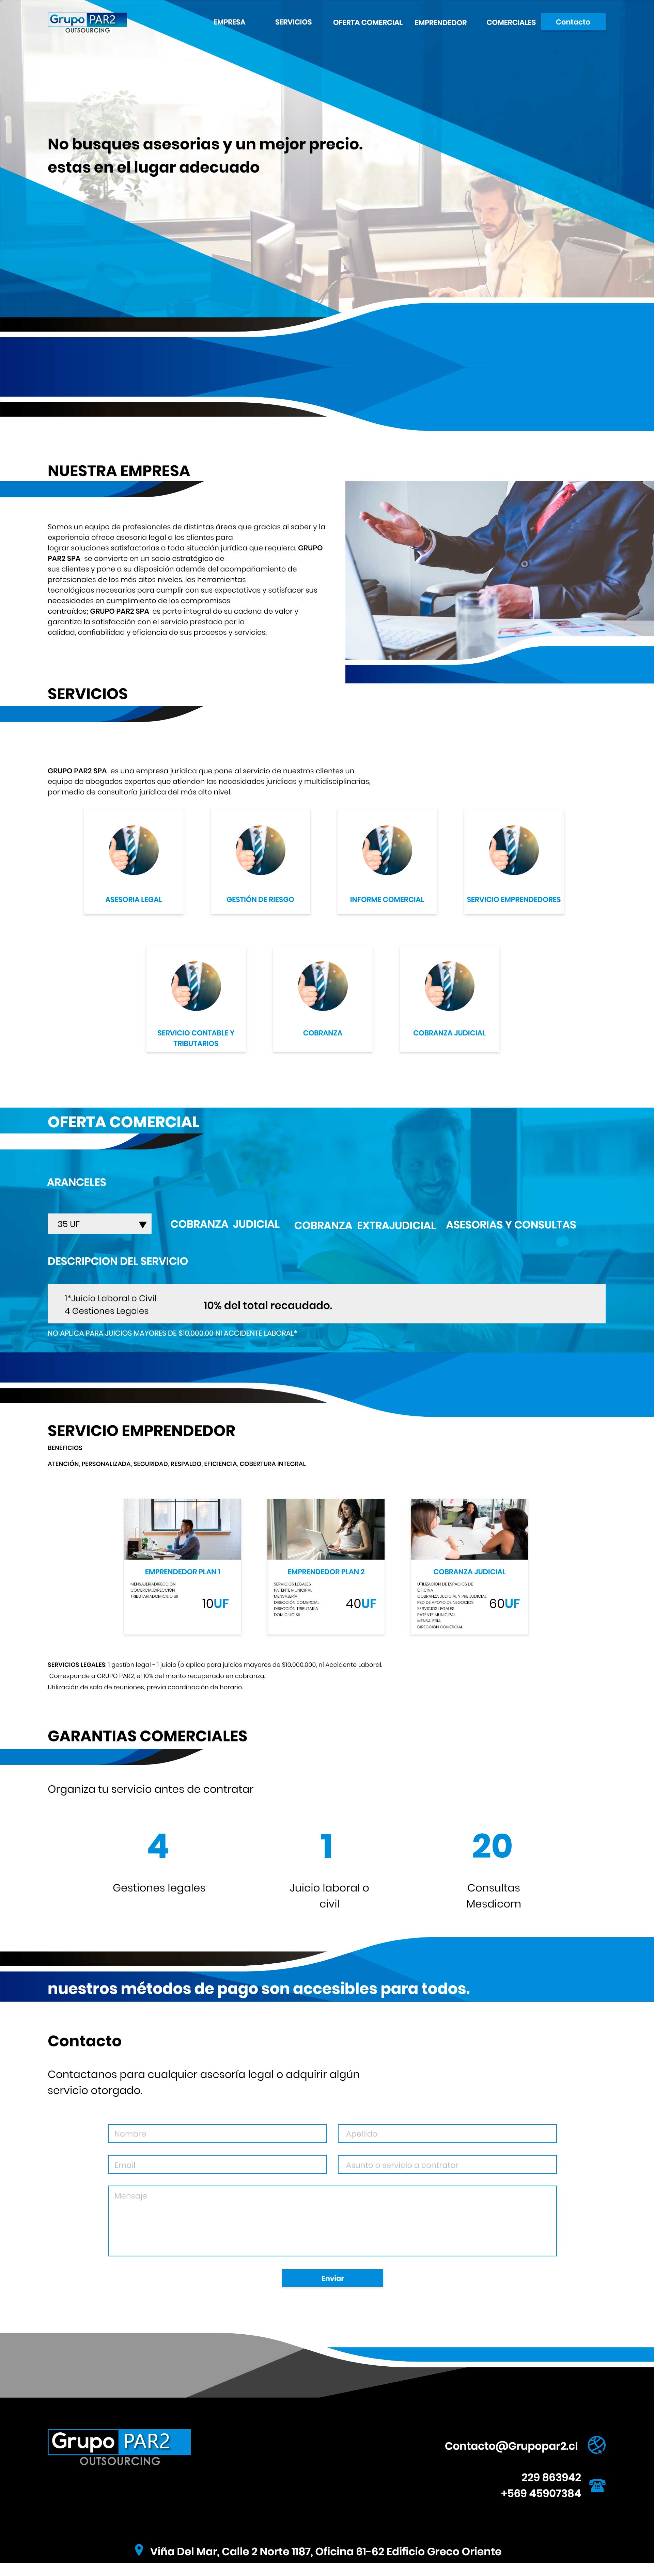 Grupo PAR2
OUTSOURCING
EMPRESA
SERVICIOS
OFERTA COMERCIAL
EMPRENDEDOR
COMERCIALES
Contacto
No busques asesorias y un mejor precio.
estas en el lugar adecuado
NUESTRA EMPRESA
Somos un equipo de profesionales de distintas áreas que gracias al saber y la
experiencia ofrece asesoría legal a los clientes para
lograr soluciones satisfactorias a toda situación jurídica que requiera, GRUPO
PAR2 SPA se convierte en un socio estratégico de
sus clientes y pone a su disposición además del acompañamiento de
profesionales de los más altos niveles, las herramientas
tecnológicas necesarias para cumplir con sus expectativas y satisfacer sus
necesidades en cumplimiento de los compromisos
contraídos; GRUPO PAR2 SPA es parte integral de su cadena de valor y
garantiza la satisfacción con el servicio prestado por la
calidad, confiabilidad y eficiencia de sus procesos y servicios.
SERVICIOS
GRUPO PAR2 SPA es una empresa jurídica que pone al servicio de nuestros clientes un
equipo de abogados expertos que atienden las necesidades jurídicas y multidisciplinarias,
por medio de consultoría jurídica del más alto nivel.
ASESORIA LEGAL
GESTIÓN DE RIESGO
INFORME COMERCIAL
SERVICIO EMPRENDEDORES
SERVICIO CONTABLE Y
TRIBUTARIOS
COBRANZA
COBRANZA JUDICIAL
OFERTA COMERCIAL
ARANCELES
35 UF
COBRANZA JUDICIAL
COBRANZA EXTRAJUDICIAL
ASESORIAS Y CONSULTAS
DESCRIPCION DEL SERVICIO
1*Juicio Laboral o Civil
4 Gestiones Legales
10% del total recaudado.
NO APLICA PARA JUICIOS MAYORES DE $10.000.00 NI ACCIDENTE LABORAL*
SERVICIO EMPRENDEDOR
BENEFICIOS
ATENCIÓN, PERSONALIZADA, SEGURIDAD, RESPALDO, EFICIENCIA, COBERTURA INTEGRAL
EMPRENDEDOR PLAN 1
MENSAJERÍADIRECCIÓN
COMERCIALDIRECCIÓN
TRIBUTARIADOMICILIO SII
10UF
EMPRENDEDOR PLAN 2
SERVICIOS LEGALES
PATENTE MUNICIPAL
MENSAJERÍA
DIRECCIÓN COMERCIAL
DIRECCIÓN TRIBUTARIA
DOMICILIO SII
40UF
COBRANZA JUDICIAL
UTILIZACIÓN DE ESPACIOS DE
OFICINA
COBRANZA JUDICIAL Y PRE JUDICIAL
RED DE APOYO DE NEGOCIOS
SERVICIOS LEGALES
PATENTE MUNICIPAL
MENSAJERÍA
DIRECCIÓN COMERCIAL
60UF
SERVICIOS LEGALES: 1 gestion legal - 1 juicio (o aplica para juicios mayores de $10.000.000, ni Accidente Laboral.
Corresponde a GRUPO PAR2, el 10% del monto recuperado en cobranza.
Utilización de sala de reuniones, previa coordinación de horario.
GARANTIAS COMERCIALES
Organiza tu servicio antes de contratar
4
Gestiones legales
1
Juicio laboral o
civil
20
Consultas
Mesdicom
nuestros métodos de pago son accesibles para todos.
Contacto
Contactanos para cualquier asesoría legal o adquirir algún
servicio otorgado.
Nombre
Apellido
Email
Asunto o servicio a contratar
Mensaje
Enviar
Grupo PAR2
OUTSOURCING
Contacto@Grupopar2.cl
229 863942
+569 45907384
Viña Del Mar, Calle 2 Norte 1187, Oficina 61-62 Edificio Greco Oriente